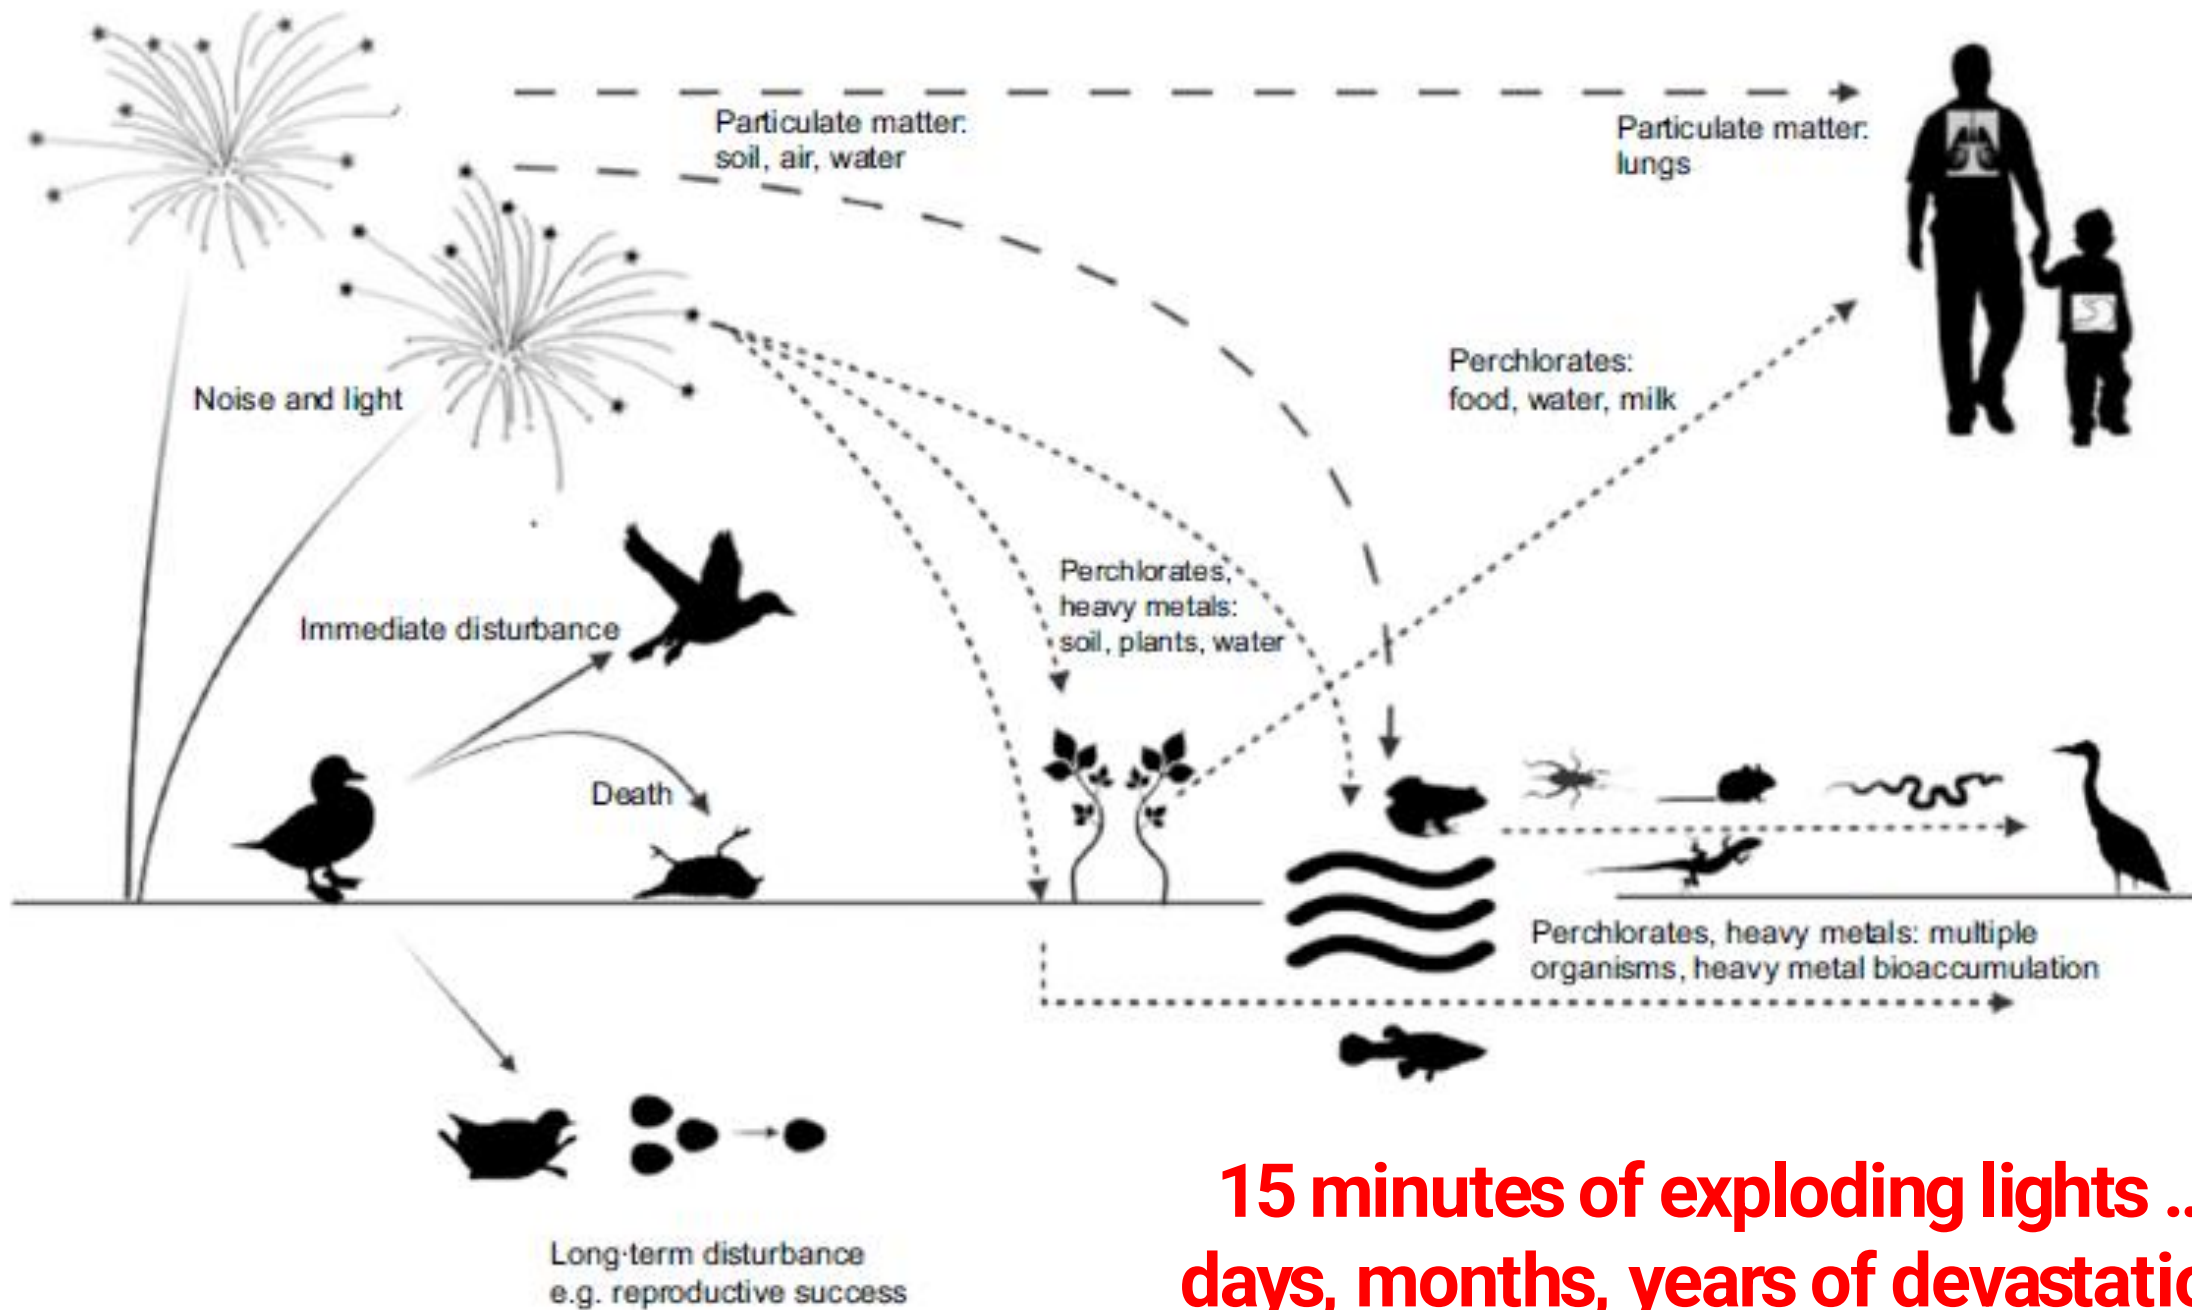 Particulate matter:
soil, air, water
Particulate matter:
lungs
Noise and light
Perchlorates:
food, water, milk
Immediate disturbance
Perchlorates,
heavy metals:
soil, plants, water
Death
Perchlorates, heavy metals: multiple
organisms, heavy metal bioaccumulation
Long-term disturbance
e.g. reproductive success
15 minutes of exploding lights ..
days, months, years of